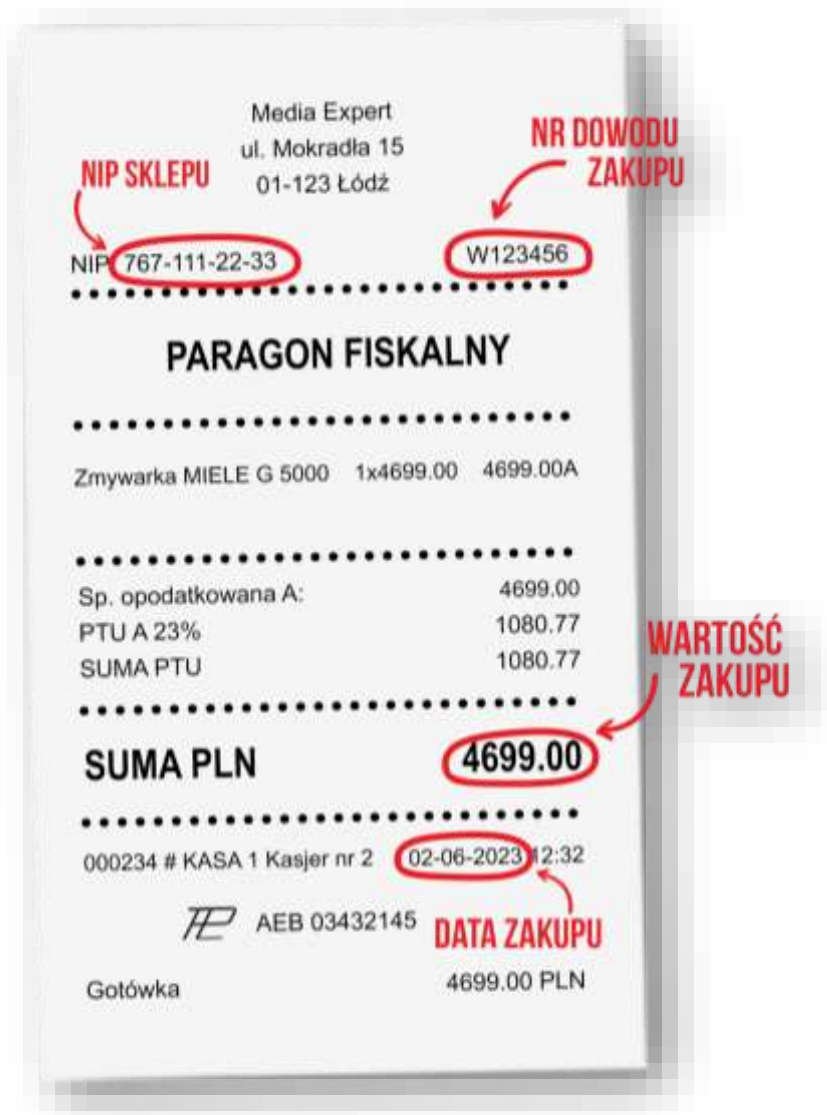 Media Expert
ul. Mokradła 15
01-123 Łódź
NR DOWODU
ZAKUPU
NIP SKLEPU
NIP 767-111-22-33 W123456
PARAGON FISKALNY
Zmywarka MIELE G 5000 1x4699.00 4699.00A
Sp. opodatkowana A: 4699.00
PTU A 23% 1080.77
SUMA PTU 1080.77
WARTOŚĆ
ZAKUPU
SUMA PLN 4699.00
000234 # KASA 1 Kasjer nr 2 02-06-2023 12:32
AEB 03432145
DATA ZAKUPU
Gotówka 4699.00 PLN